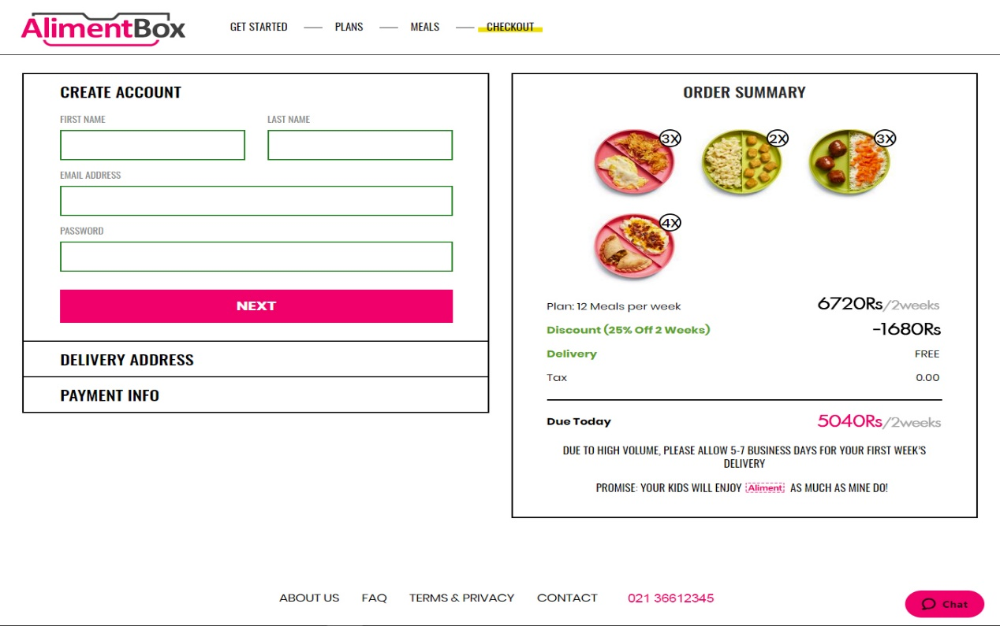 AlimentBox
GET STARTED — PLANS — MEALS — CHECKOUT
CREATE ACCOUNT
FIRST NAME
LAST NAME
EMAIL ADDRESS
PASSWORD
NEXT
DELIVERY ADDRESS
PAYMENT INFO
ORDER SUMMARY
3X
2X
3X
4X
Plan: 12 Meals per week 6720Rs/2weeks
Discount (25% Off 2 Weeks) -1680Rs
Delivery FREE
Tax 0.00
Due Today 5040Rs/2weeks
DUE TO HIGH VOLUME, PLEASE ALLOW 5-7 BUSINESS DAYS FOR YOUR FIRST WEEK'S
DELIVERY
PROMISE: YOUR KIDS WILL ENJOY Aliment AS MUCH AS MINE DO!
ABOUT US FAQ TERMS & PRIVACY CONTACT 021 36612345
Chat